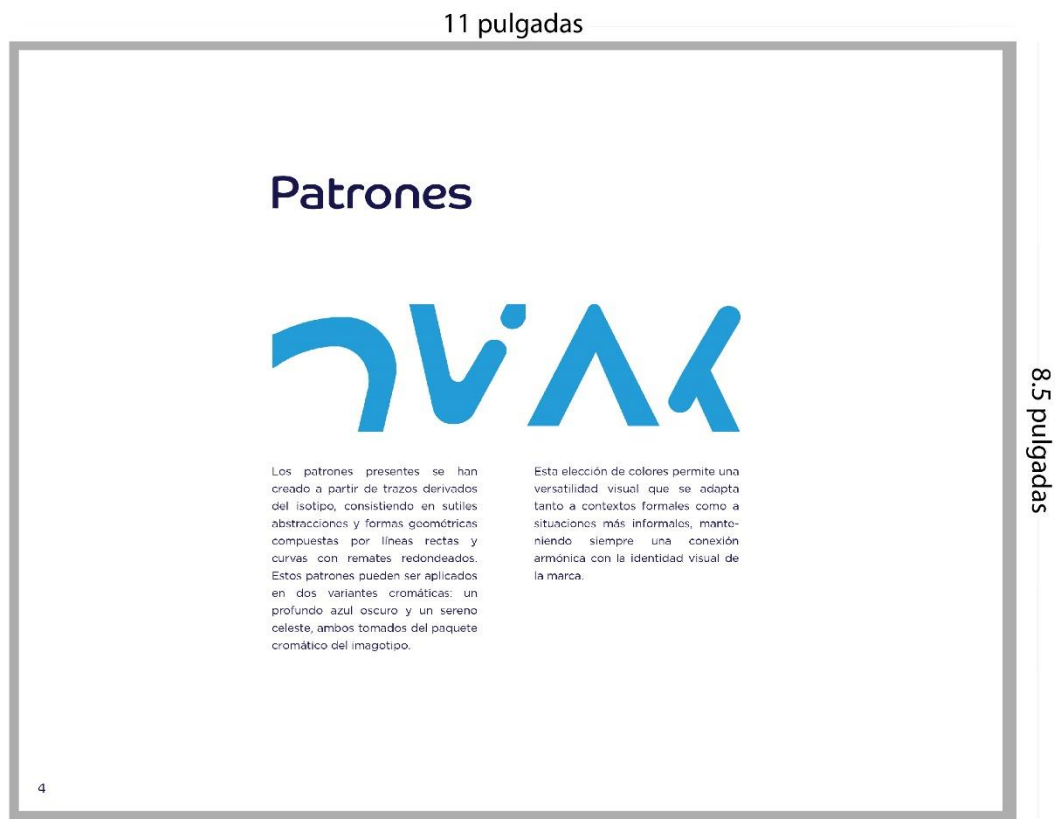 11 pulgadas
Patrones
Los patrones presentes se han
creado a partir de trazos derivados
del isotipo, consistiendo en sutiles
abstracciones y formas geométricas
compuestas por líneas rectas y
curvas con remates redondeados.
Estos patrones pueden ser aplicados
en dos variantes cromáticas: un
profundo azul oscuro y un sereno
celeste, ambos tomados del paquete
cromático del imagotipo.
Esta elección de colores permite una
versatilidad visual que se adapta
tanto a contextos formales como a
situaciones más informales, mante-
niendo siempre una conexión
armónica con la identidad visual de
la marca.
8.5 pulgadas
4